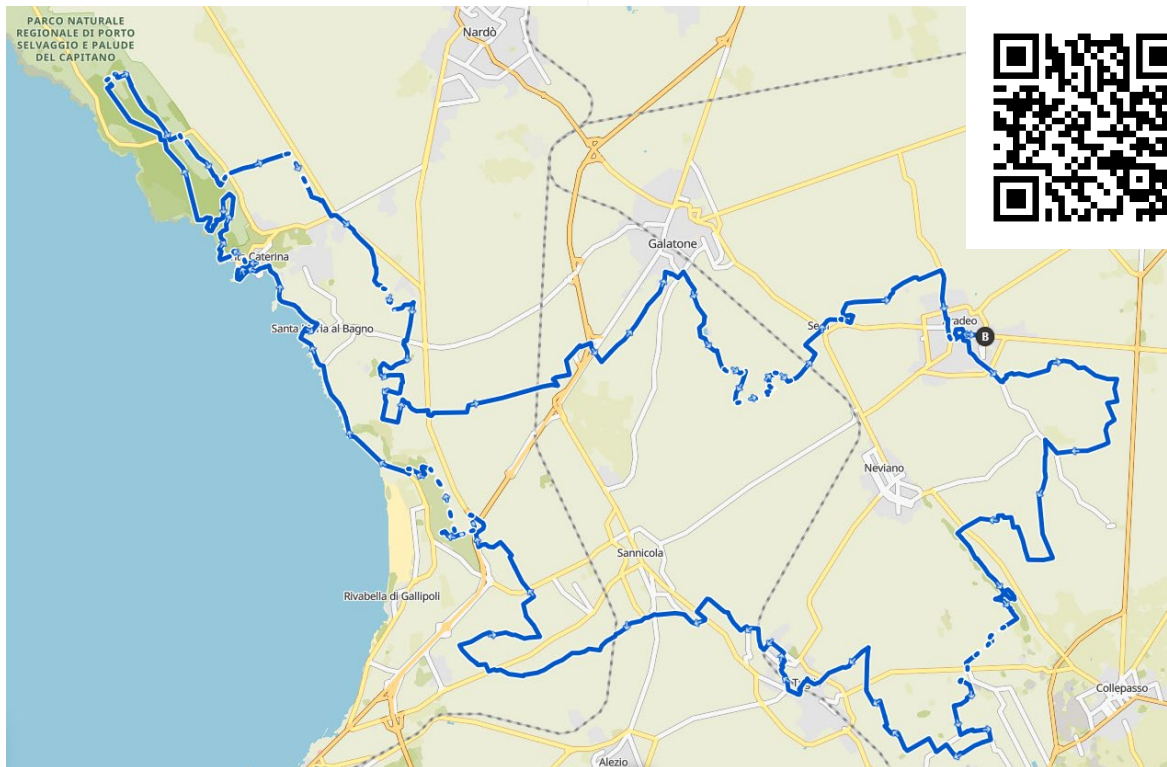 PARCO NATURALE
REGIONALE DI PORTO
SELVAGGIO E PALUDE
DEL CAPITANO
Nardò
Galatone
Caterina
Santa
al Bagno
B
Neviano
Sannicola
Rivabella di Gallipoli
Collepasso
Alezio